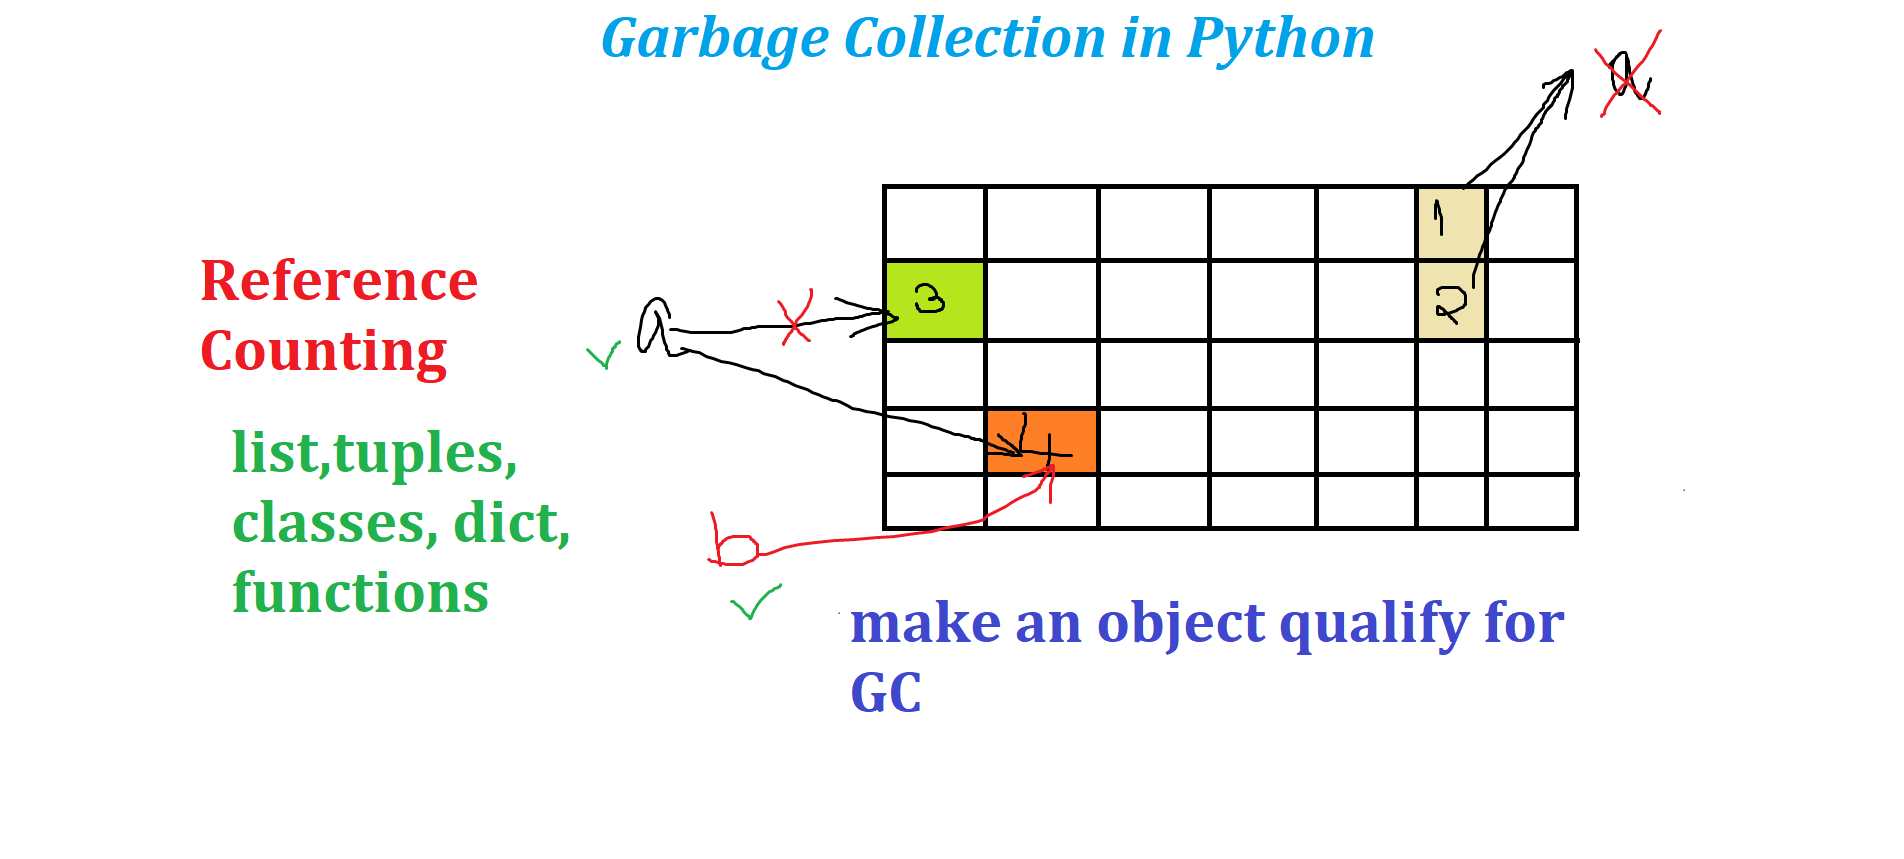 Garbage Collection in Python
a
1
Reference
Counting
3
2
a
list,tuples,
classes, dict,
functions
4
b
make an object qualify for
GC